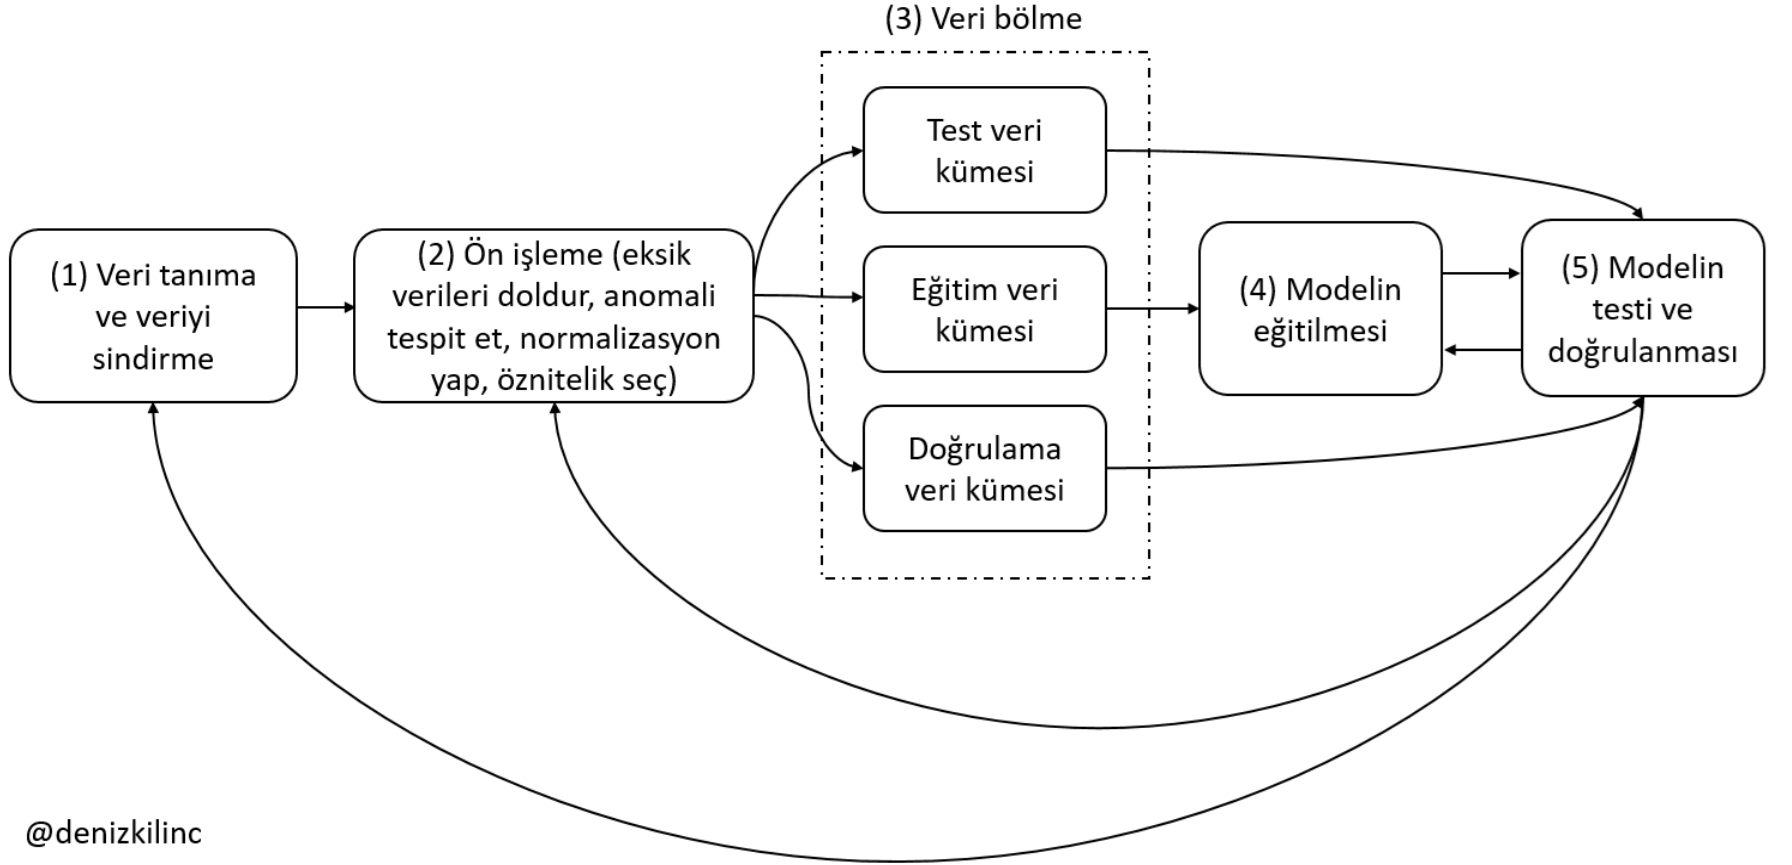 (3) Veri bölme
Test veri
kümesi
(1) Veri tanıma
ve veriyi
sindirme
(2) Ön işleme (eksik
verileri doldur, anomali
tespit et, normalizasyon
yap, öznitelik seç)
Eğitim veri
kümesi
(4) Modelin
eğitilmesi
(5) Modelin
testi ve
doğrulanması
Doğrulama
veri kümesi
@denizkilinc